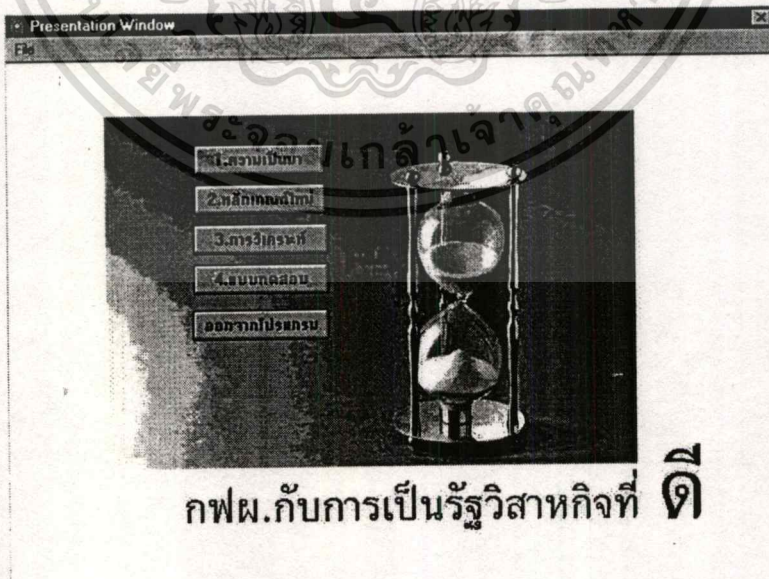 Presentation Window
File
1.ความเป็นมา
2.หลักเกณฑ์ใหม่
3.การวิเคราะห์
4.แบบทดสอบ
ออกจากโปรแกรม
กฟผ.กับการเป็นรัฐวิสาหกิจที่ ดี